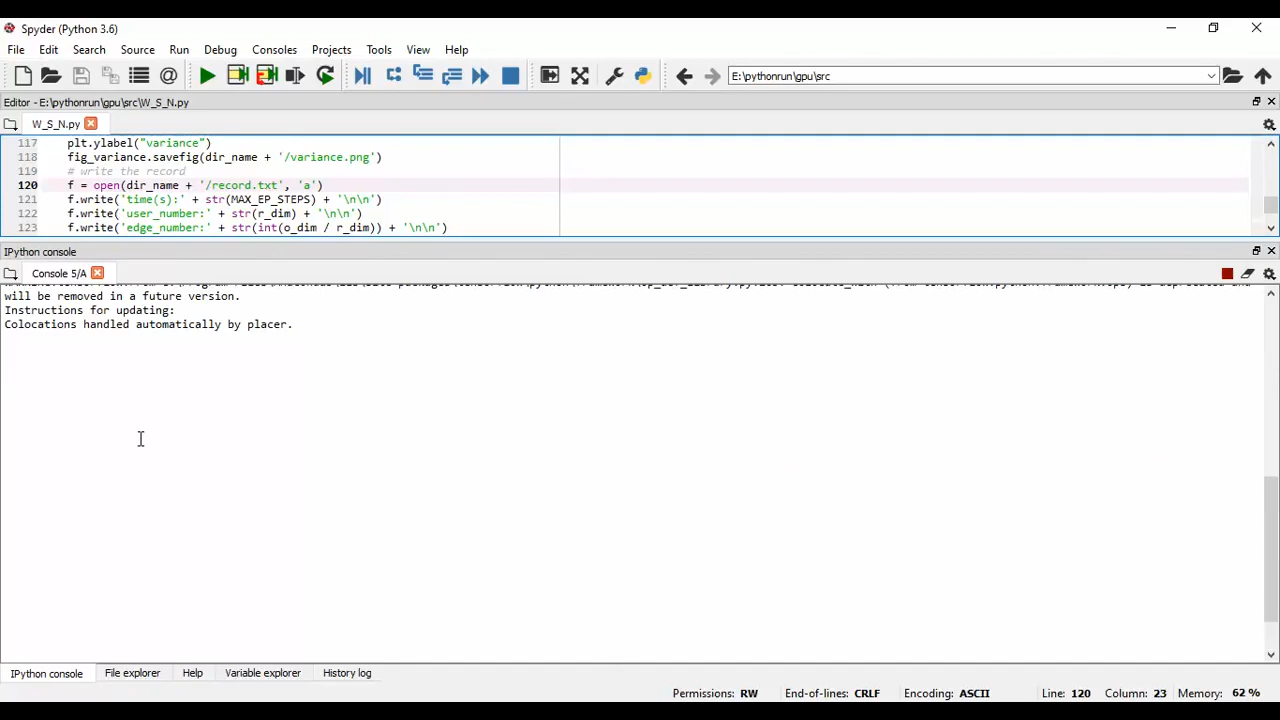 Spyder (Python 3.6)
File Edit Search Source Run Debug Consoles Projects Tools View Help
E:\pythonrun\gpu\src
Editor - E:\pythonrun\gpu\src\W_S_N.py
W_S_N.py
117 plt.ylabel("variance")
118 fig_variance.savefig(dir_name + '/variance.png')
119 # write the record
120 f = open(dir_name + '/record.txt', 'a')
121 f.write('time(s):' + str(MAX_EP_STEPS) + '\n\n')
122 f.write('user_number:' + str(r_dim) + '\n\n')
123 f.write('edge_number:' + str(int(o_dim / r_dim)) + '\n\n')
IPython console
Console 5/A
will be removed in a future version.
Instructions for updating:
Colocations handled automatically by placer.
IPython console File explorer Help Variable explorer History log
Permissions: RW End-of-lines: CRLF Encoding: ASCII Line: 120 Column: 23 Memory: 62 %